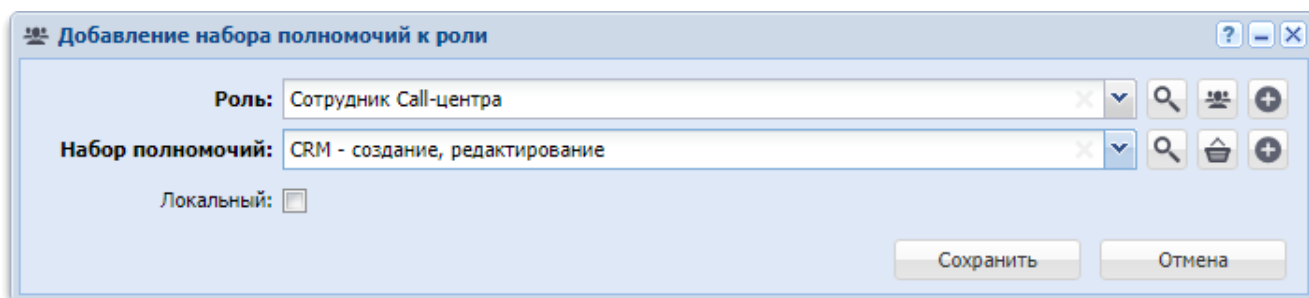 Добавление набора полномочий к роли
Роль: Сотрудник Call-центра
Набор полномочий: CRM - создание, редактирование
Локальный:
Сохранить Отмена